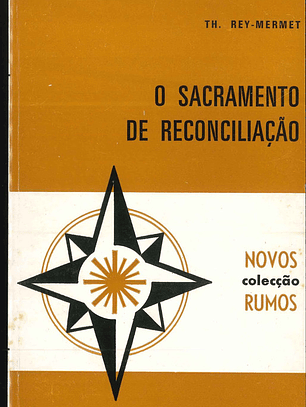 TH. REY-MERMET
O SACRAMENTO
DE RECONCILIAÇÃO
NOVOS
colecção
RUMOS